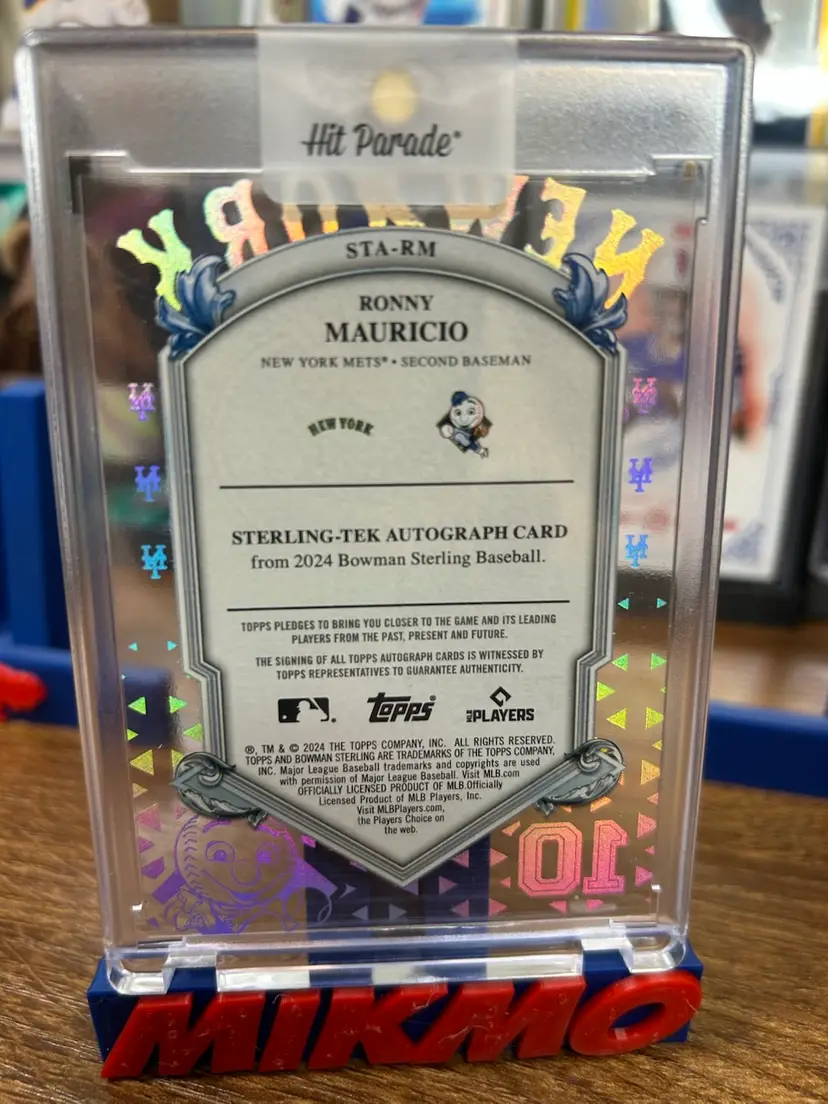 Hit Parade®
NEW YORK
STA-RM
RONNY
MAURICIO
NEW YORK METS® • SECOND BASEMAN
NEW YORK
STERLING-TEK AUTOGRAPH CARD
from 2024 Bowman Sterling Baseball.
TOPPS PLEDGES TO BRING YOU CLOSER TO THE GAME AND ITS LEADING
PLAYERS FROM THE PAST, PRESENT AND FUTURE.
THE SIGNING OF ALL TOPPS AUTOGRAPH CARDS IS WITNESSED BY
TOPPS REPRESENTATIVES TO GUARANTEE AUTHENTICITY.
Topps® MLB PLAYERS
®, TM & © 2024 THE TOPPS COMPANY, INC. ALL RIGHTS RESERVED.
TOPPS AND BOWMAN STERLING ARE TRADEMARKS OF THE TOPPS COMPANY,
INC. Major League Baseball trademarks and copyrights are used
with permission of Major League Baseball. Visit MLB.com
OFFICIALLY LICENSED PRODUCT OF MLB.Officially
Licensed Product of MLB Players, Inc.
Visit MLBPlayers.com,
the Players Choice on
the web.
10
MIKMO